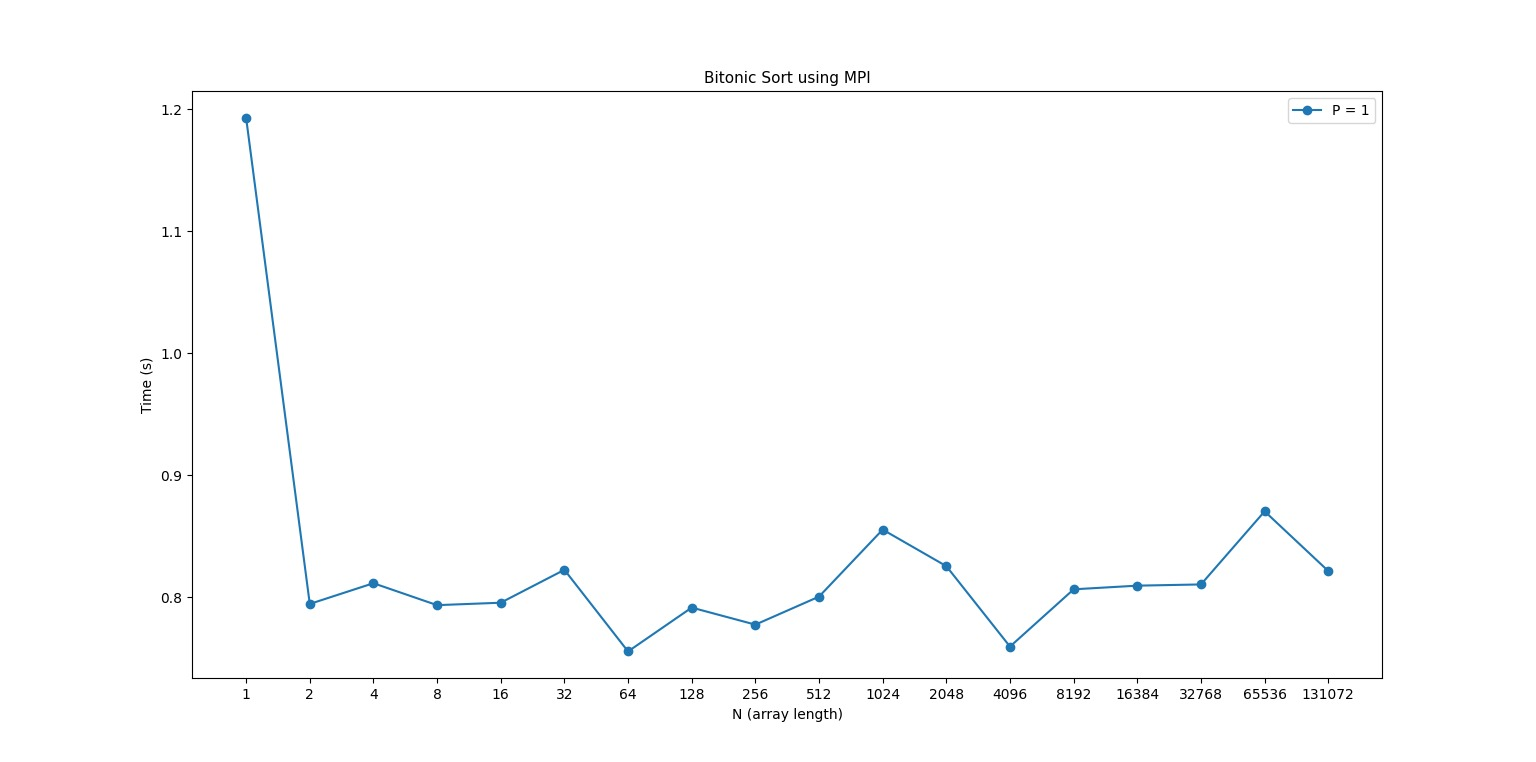 Bitonic Sort using MPI
P = 1
Time (s)
1.2
1.1
1.0
0.9
0.8
1 2 4 8 16 32 64 128 256 512 1024 2048 4096 8192 16384 32768 65536 131072
N (array length)